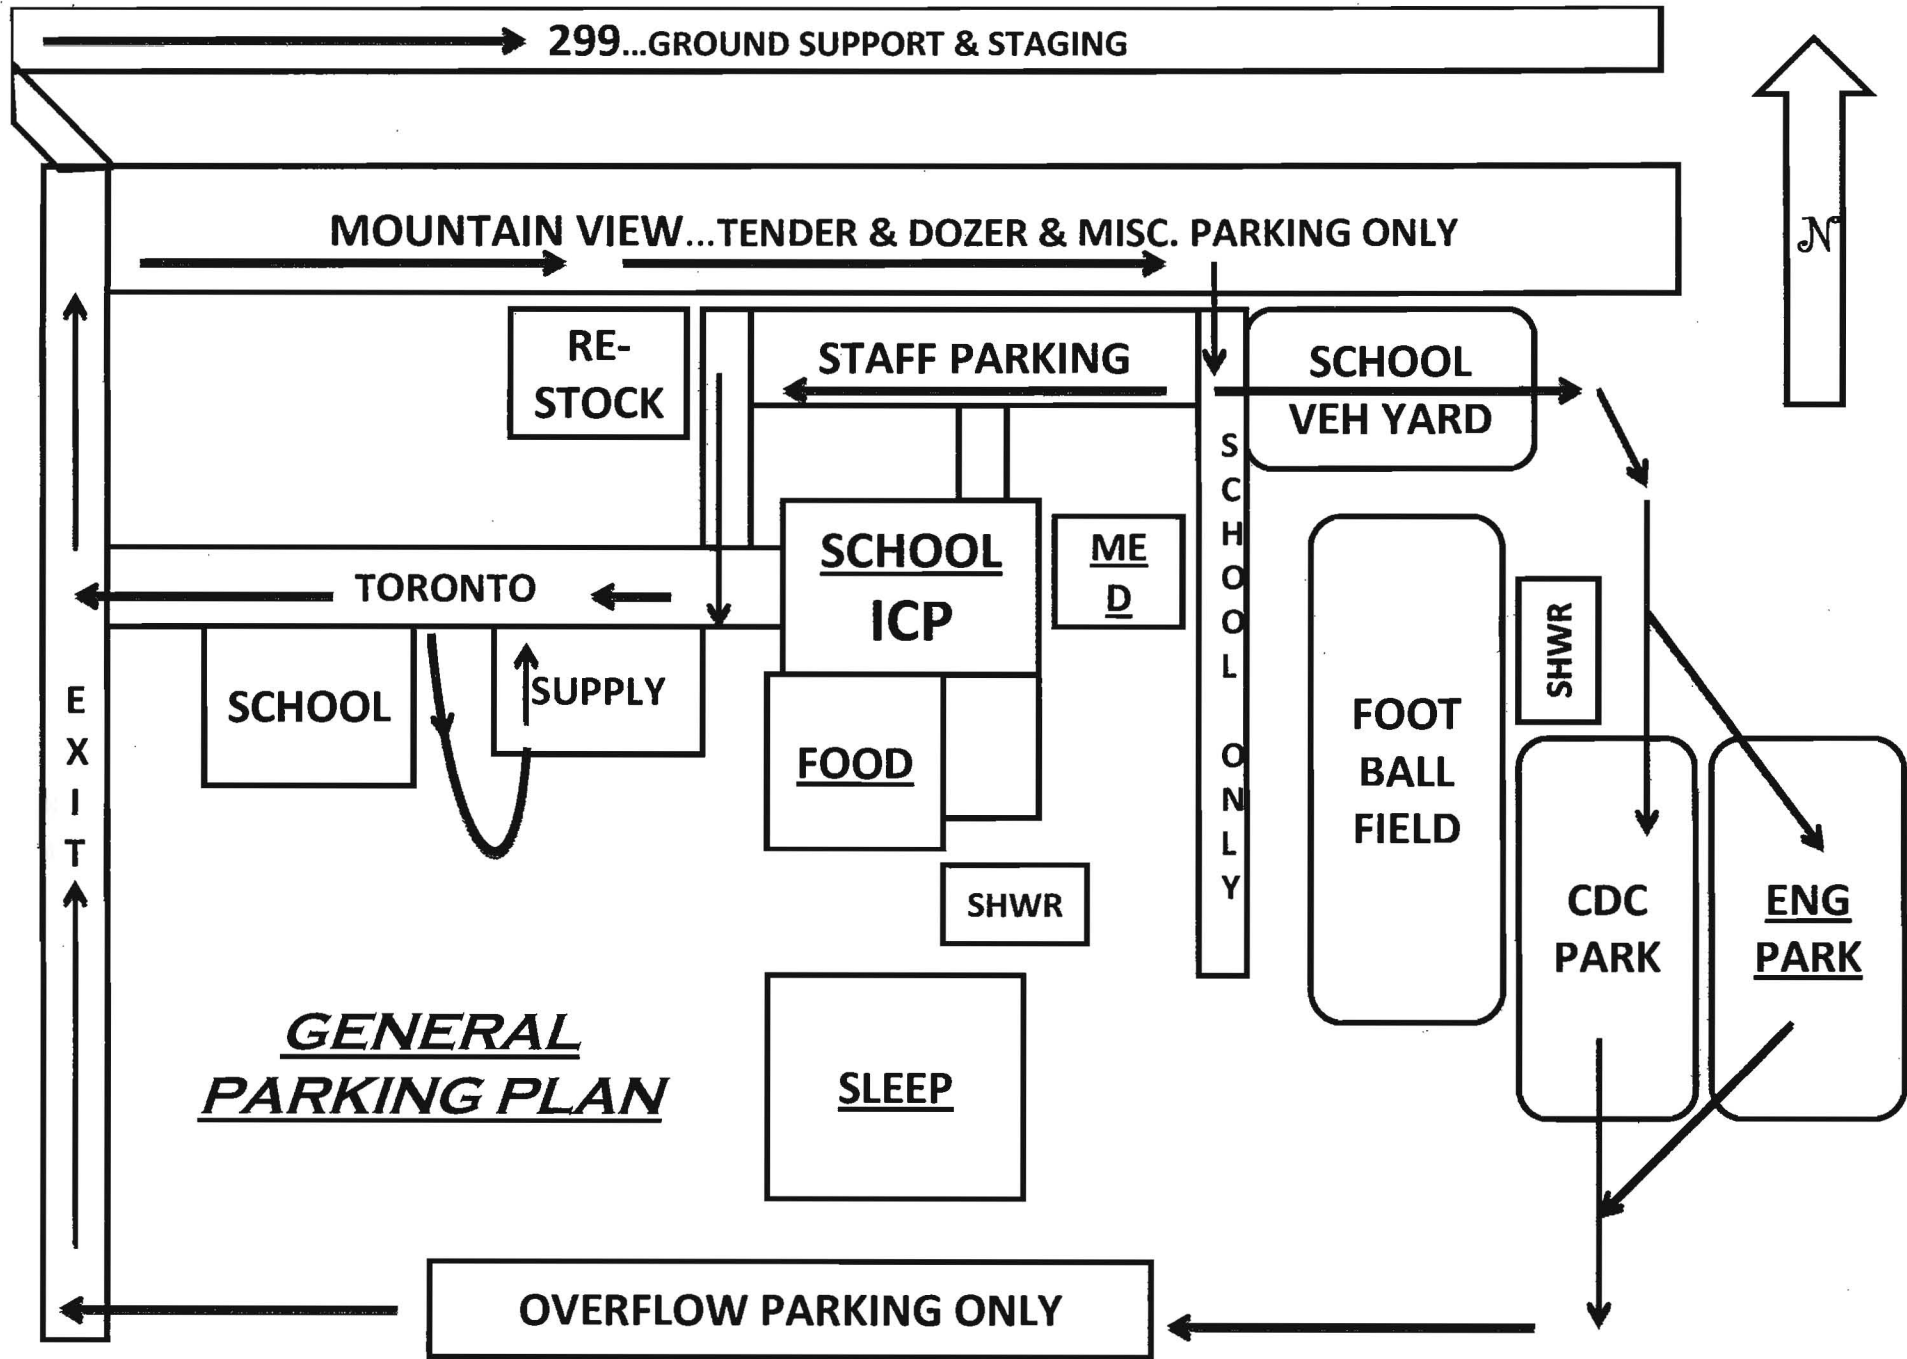 299...GROUND SUPPORT & STAGING
MOUNTAIN VIEW...TENDER & DOZER & MISC. PARKING ONLY
N
RE-
STOCK
STAFF PARKING
SCHOOL
VEH YARD
SCHOOL ONLY
SCHOOL
ICP
ME
D
TORONTO
SCHOOL
SUPPLY
FOOD
SHWR
FOOT
BALL
FIELD
SHWR
EXIT
CDC
PARK
ENG
PARK
GENERAL
PARKING PLAN
SLEEP
OVERFLOW PARKING ONLY